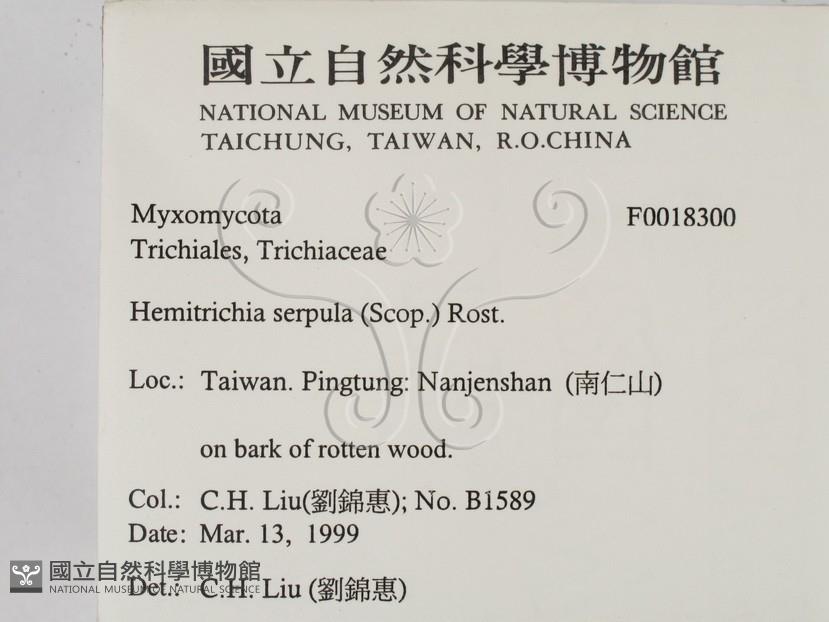 國立自然科學博物館
NATIONAL MUSEUM OF NATURAL SCIENCE
TAICHUNG, TAIWAN, R.O.CHINA
Myxomycota F0018300
Trichiales, Trichiaceae
Hemitrichia serpula (Scop.) Rost.
Loc.: Taiwan. Pingtung: Nanjenshan (南仁山)
on bark of rotten wood.
Col.: C.H. Liu(劉錦惠); No. B1589
Date: Mar. 13, 1999
Det.: C.H. Liu (劉錦惠)
國立自然科學博物館
NATIONAL MUSEUM OF NATURAL SCIENCE